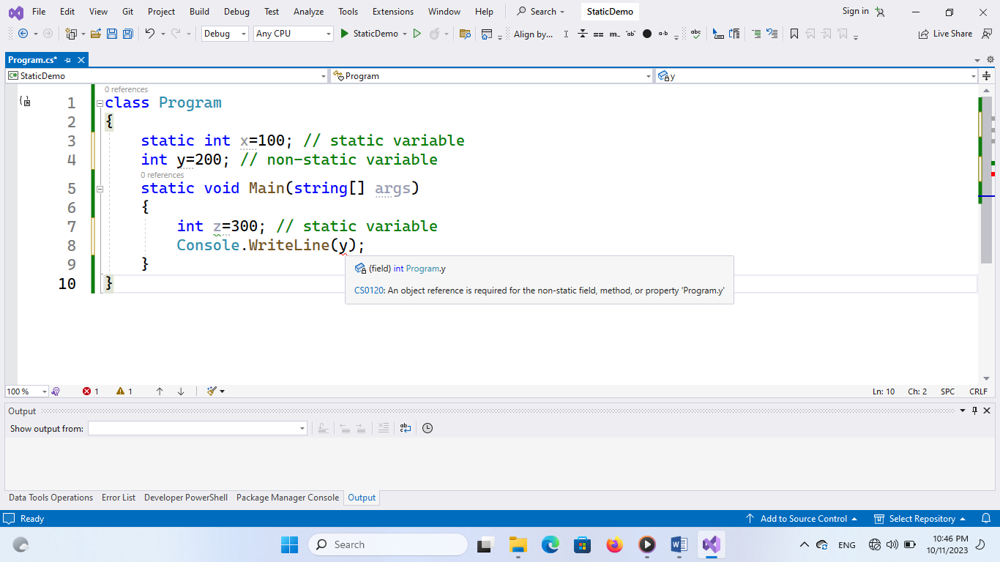 File Edit View Git Project Build Debug Test Analyze Tools Extensions Window Help Search StaticDemo Sign in
Debug Any CPU StaticDemo Align by... Live Share
Program.cs*
StaticDemo Program y
0 references
1 class Program
2 {
3 static int x=100; // static variable
4 int y=200; // non-static variable
0 references
5 static void Main(string[] args)
6 {
7 int z=300; // static variable
8 Console.WriteLine(y);
9 }
10 }
(field) int Program.y
CS0120: An object reference is required for the non-static field, method, or property 'Program.y'
100 % 1 1 Ln: 10 Ch: 2 SPC CRLF
Output
Show output from:
Data Tools Operations Error List Developer PowerShell Package Manager Console Output
Ready Add to Source Control Select Repository
Search ENG 10:46 PM
10/11/2023